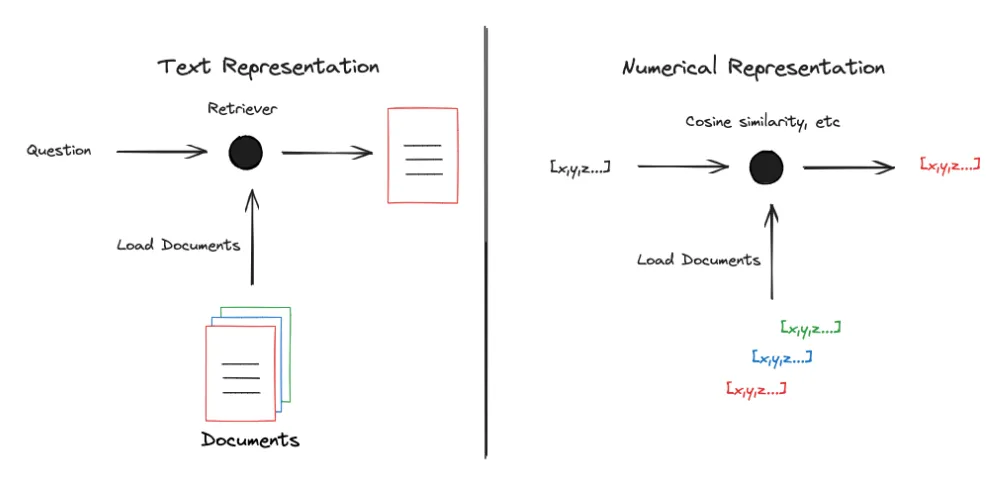 Text Representation
Retriever
Question
Load Documents
Documents
Numerical Representation
Cosine similarity, etc
[x,y,z...]
[x,y,z...]
Load Documents
[x,y,z...]
[x,y,z...]
[x,y,z...]